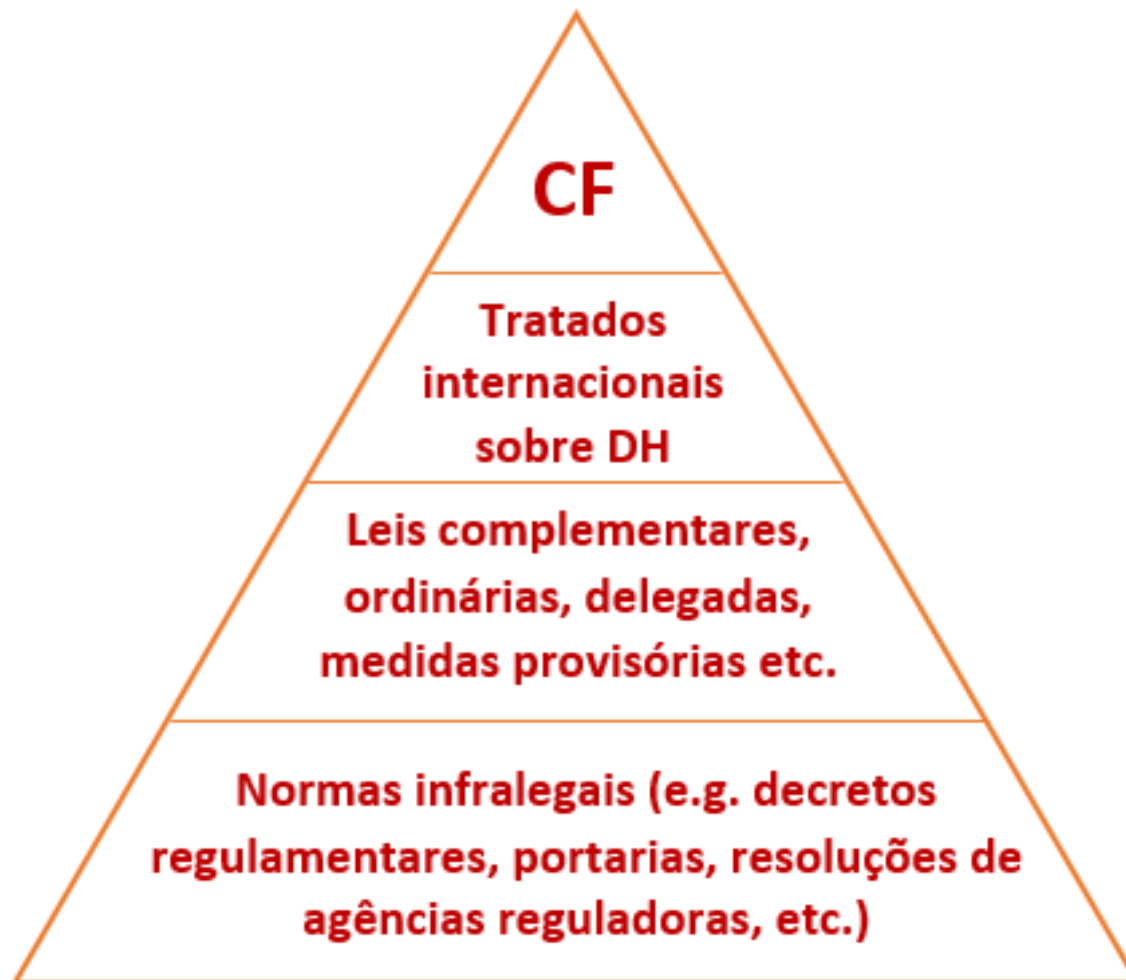 CF
Tratados
internacionais
sobre DH
Leis complementares,
ordinárias, delegadas,
medidas provisórias etc.
Normas infralegais (e.g. decretos
regulamentares, portarias, resoluções de
agências reguladoras, etc.)